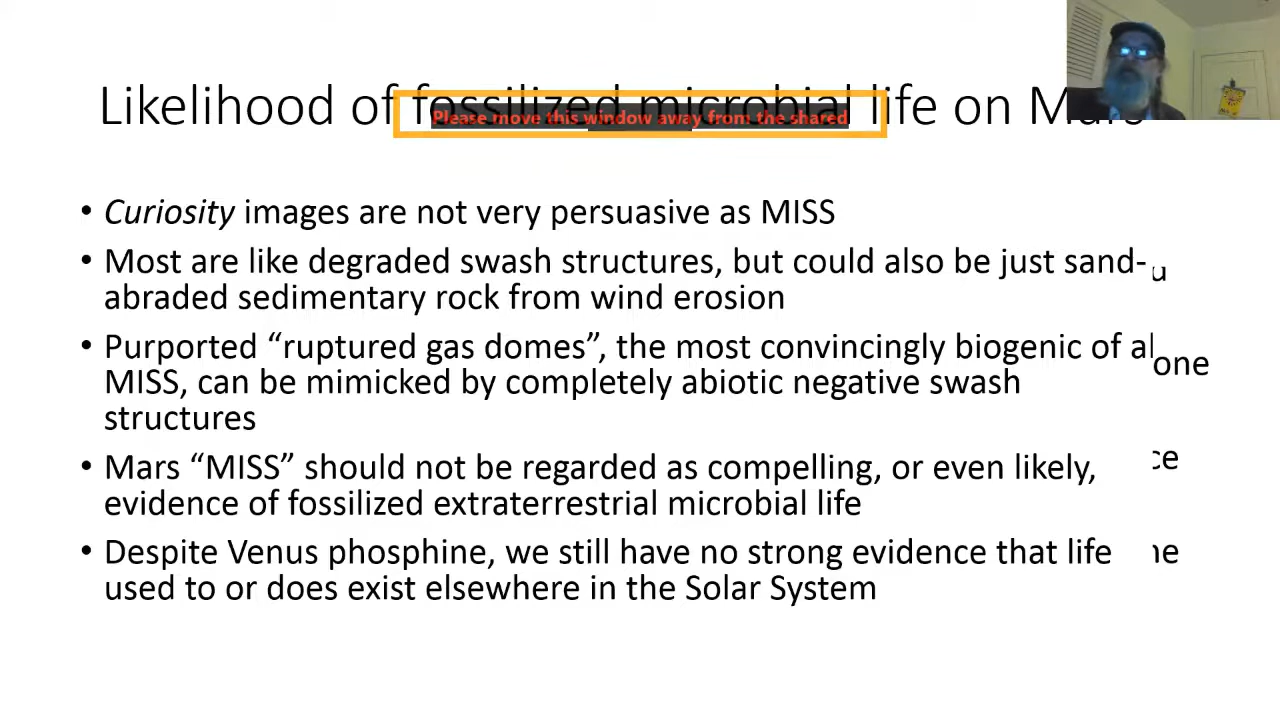 Likelihood of fossilized microbial life on Mars
Please move this window away from the shared
• Curiosity images are not very persuasive as MISS
• Most are like degraded swash structures, but could also be just sand-
abraded sedimentary rock from wind erosion
• Purported “ruptured gas domes”, the most convincingly biogenic of al
one
MISS, can be mimicked by completely abiotic negative swash
structures
• Mars “MISS” should not be regarded as compelling, or even likely,
evidence of fossilized extraterrestrial microbial life
• Despite Venus phosphine, we still have no strong evidence that life
used to or does exist elsewhere in the Solar System